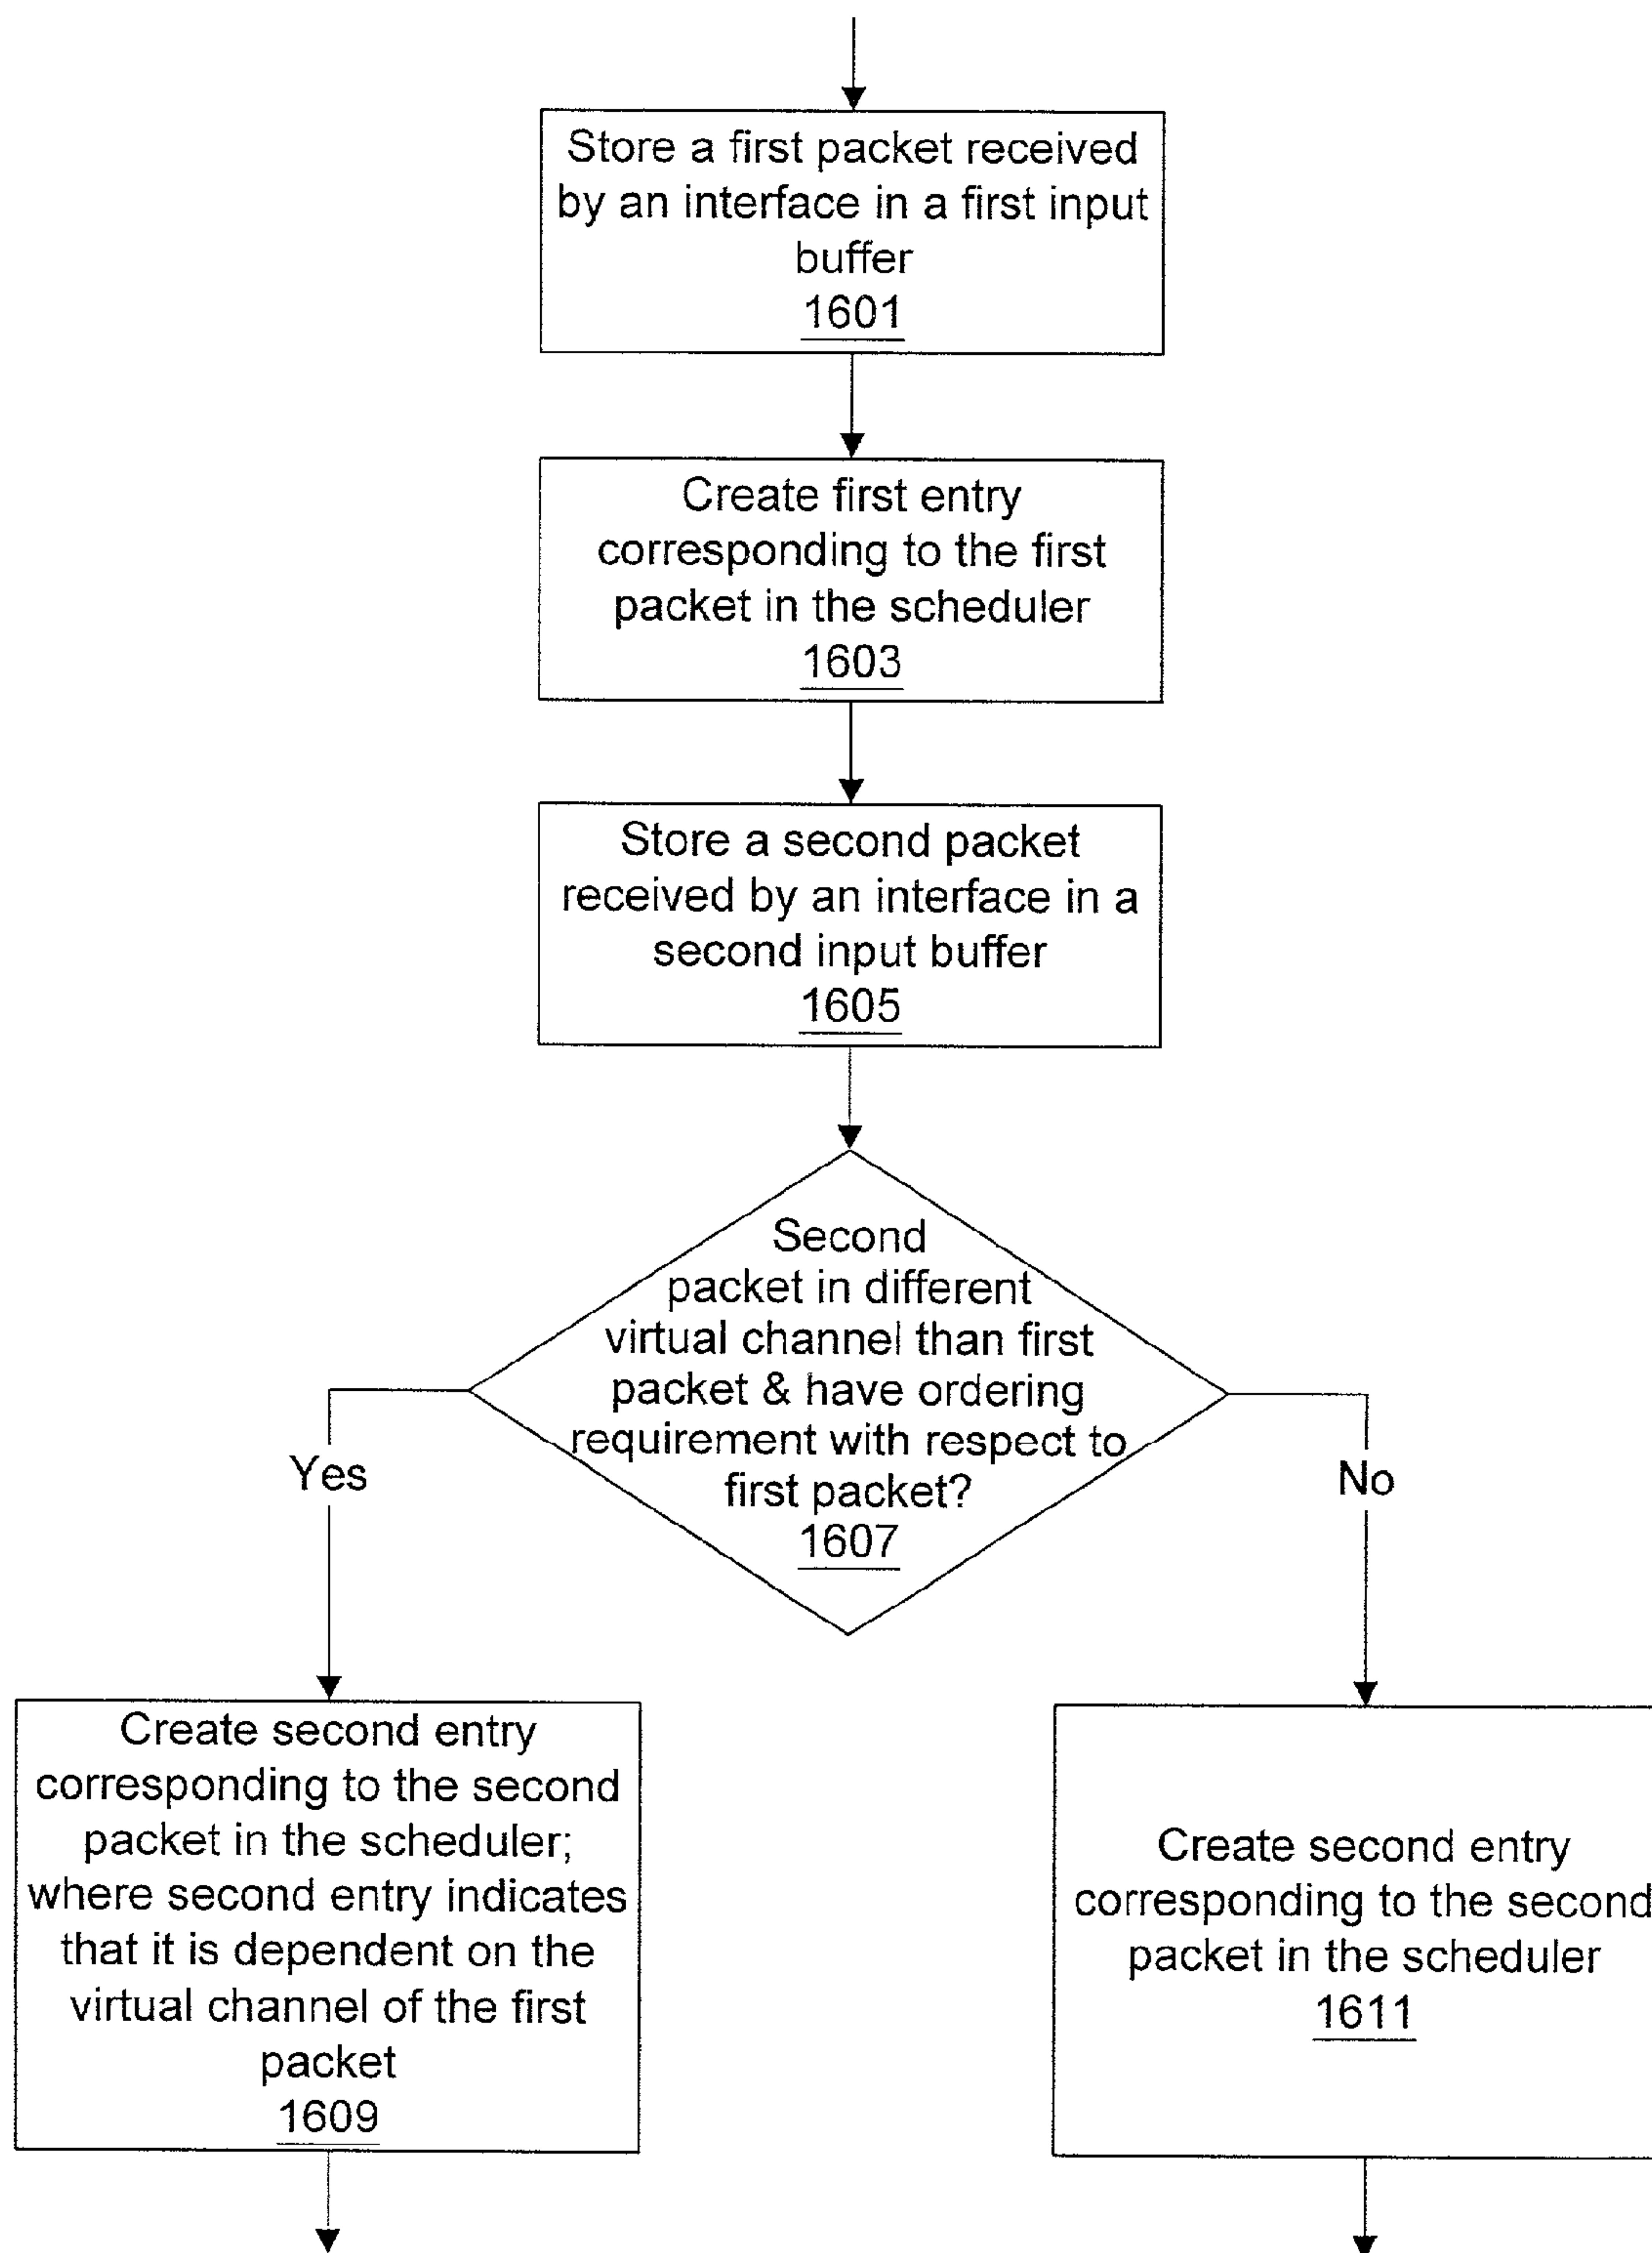 Store a first packet received
by an interface in a first input
buffer
1601
Create first entry
corresponding to the first
packet in the scheduler
1603
Store a second packet
received by an interface in a
second input buffer
1605
Second
packet in different
virtual channel than first
packet & have ordering
requirement with respect to
first packet?
1607
Yes
No
Create second entry
corresponding to the second
packet in the scheduler;
where second entry indicates
that it is dependent on the
virtual channel of the first
packet
1609
Create second entry
corresponding to the second
packet in the scheduler
1611